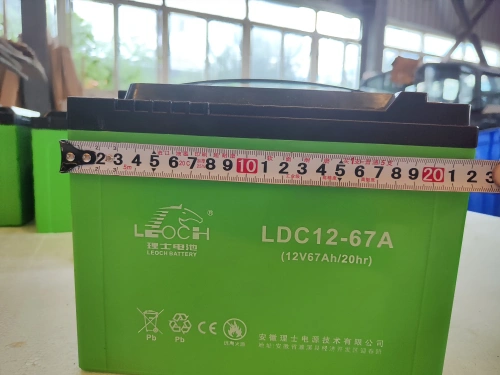 2 3 4 5 6 7 8 9 10 1 2 3 4 5 6 7 8 9 20 1 2 3
LEOCH®
理士电池
LEOCH BATTERY
LDC12-67A
(12V67Ah/20hr)
Pb
Pb
CE
安徽理士电源技术有限公司